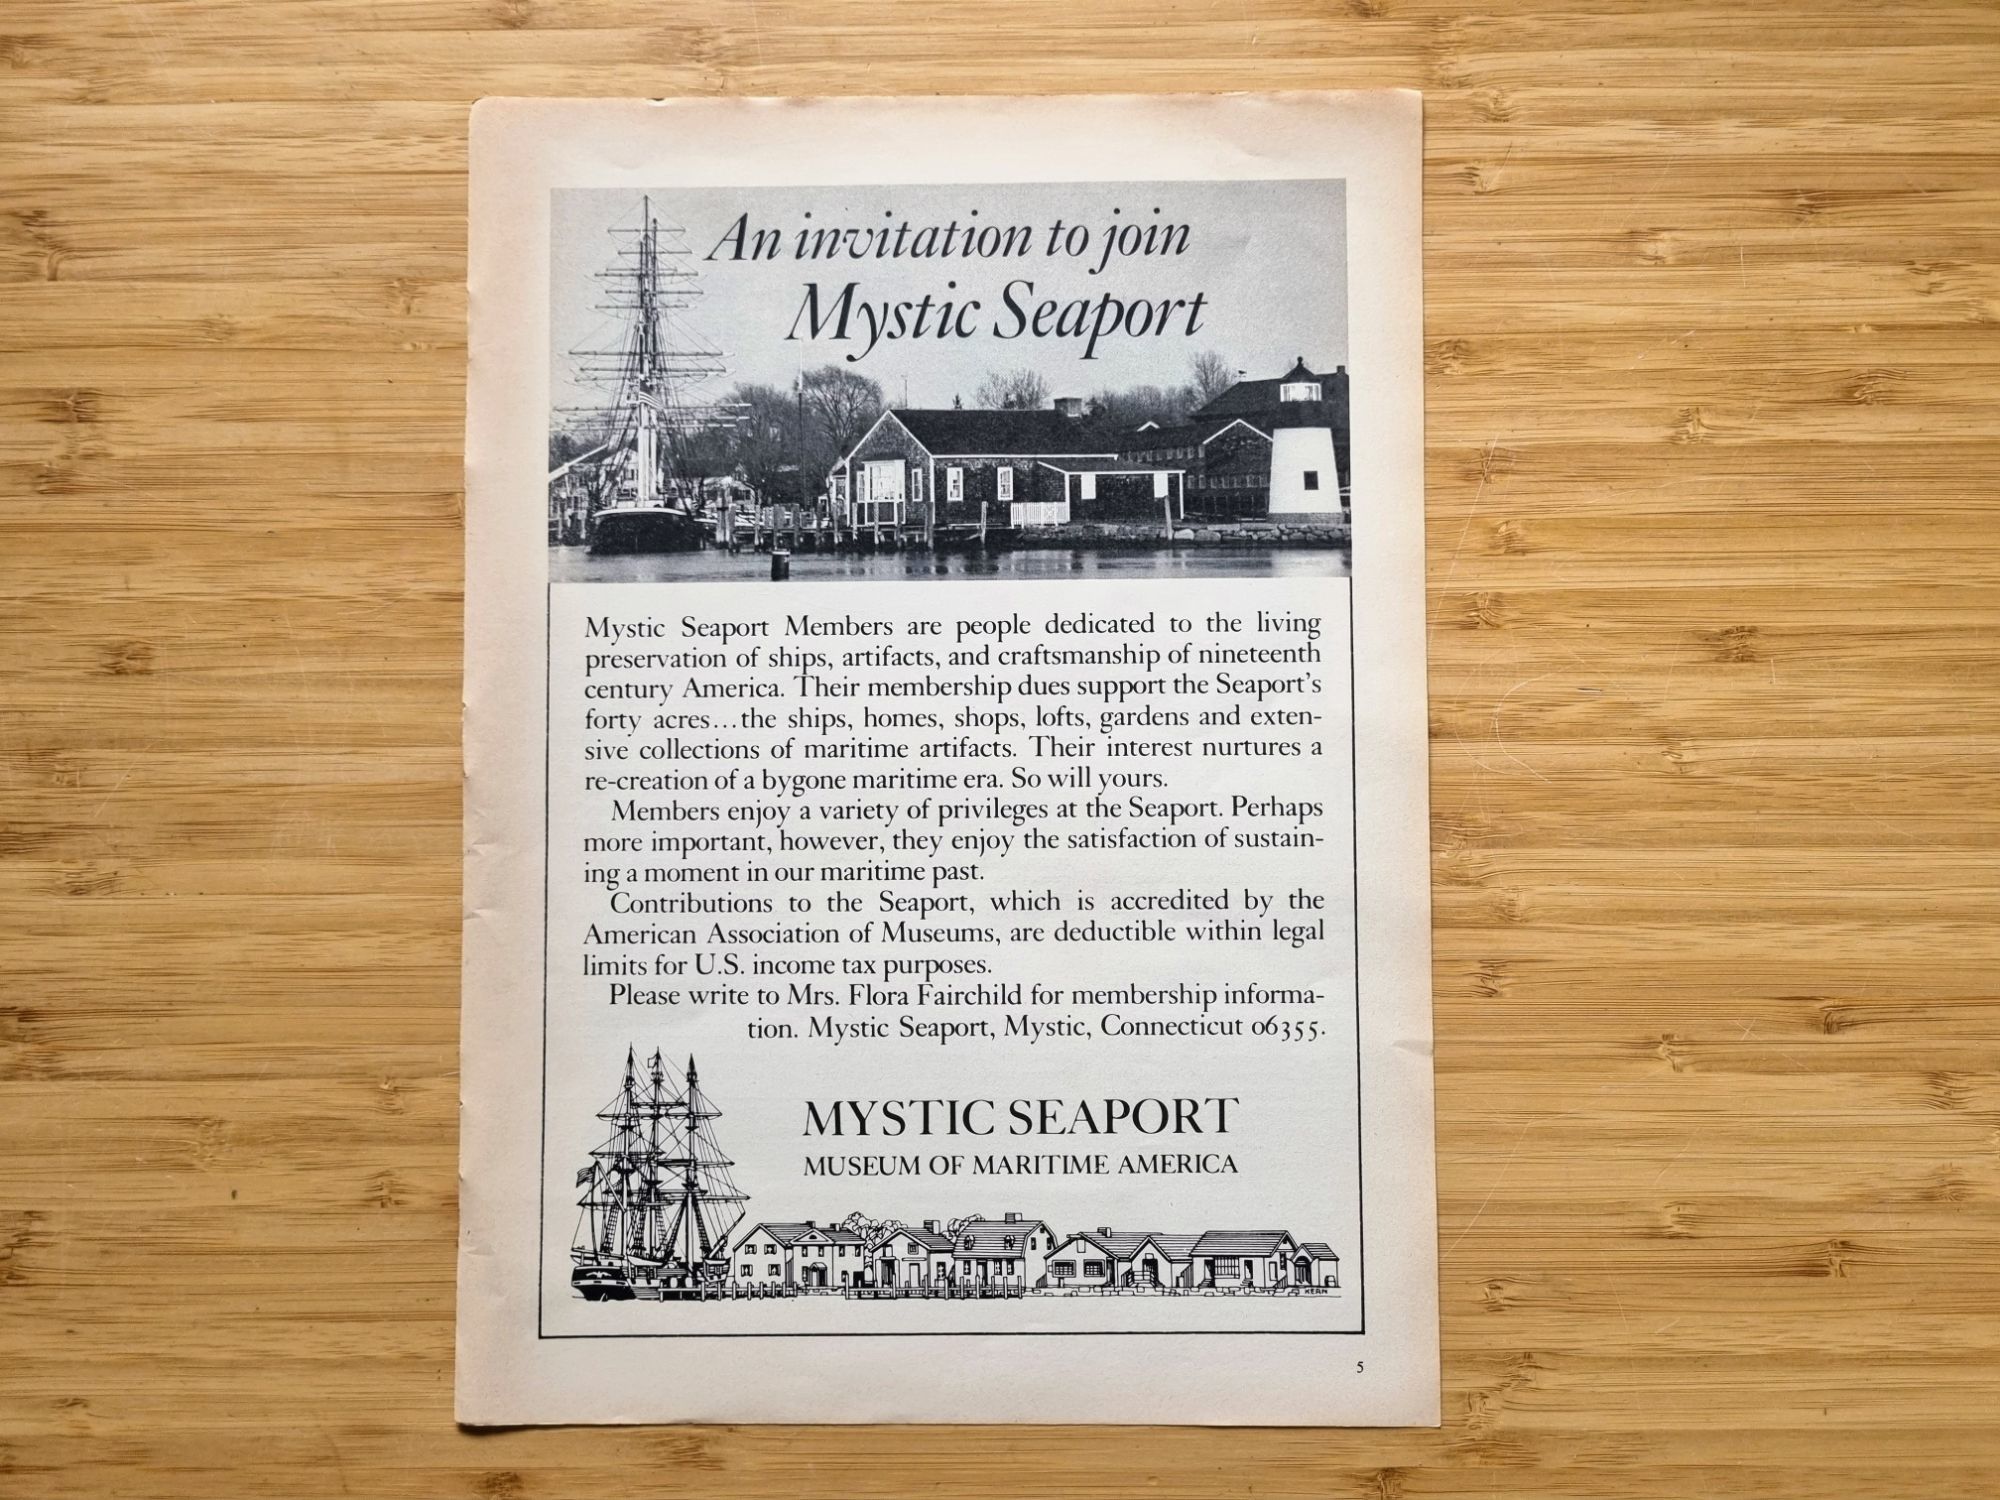 An invitation to join
Mystic Seaport
Mystic Seaport Members are people dedicated to the living
preservation of ships, artifacts, and craftsmanship of nineteenth
century America. Their membership dues support the Seaport's
forty acres...the ships, homes, shops, lofts, gardens and exten-
sive collections of maritime artifacts. Their interest nurtures a
re-creation of a bygone maritime era. So will yours.
Members enjoy a variety of privileges at the Seaport. Perhaps
more important, however, they enjoy the satisfaction of sustain-
ing a moment in our maritime past.
Contributions to the Seaport, which is accredited by the
American Association of Museums, are deductible within legal
limits for U.S. income tax purposes.
Please write to Mrs. Flora Fairchild for membership informa-
tion. Mystic Seaport, Mystic, Connecticut 06355.
MYSTIC SEAPORT
MUSEUM OF MARITIME AMERICA
KERN
5